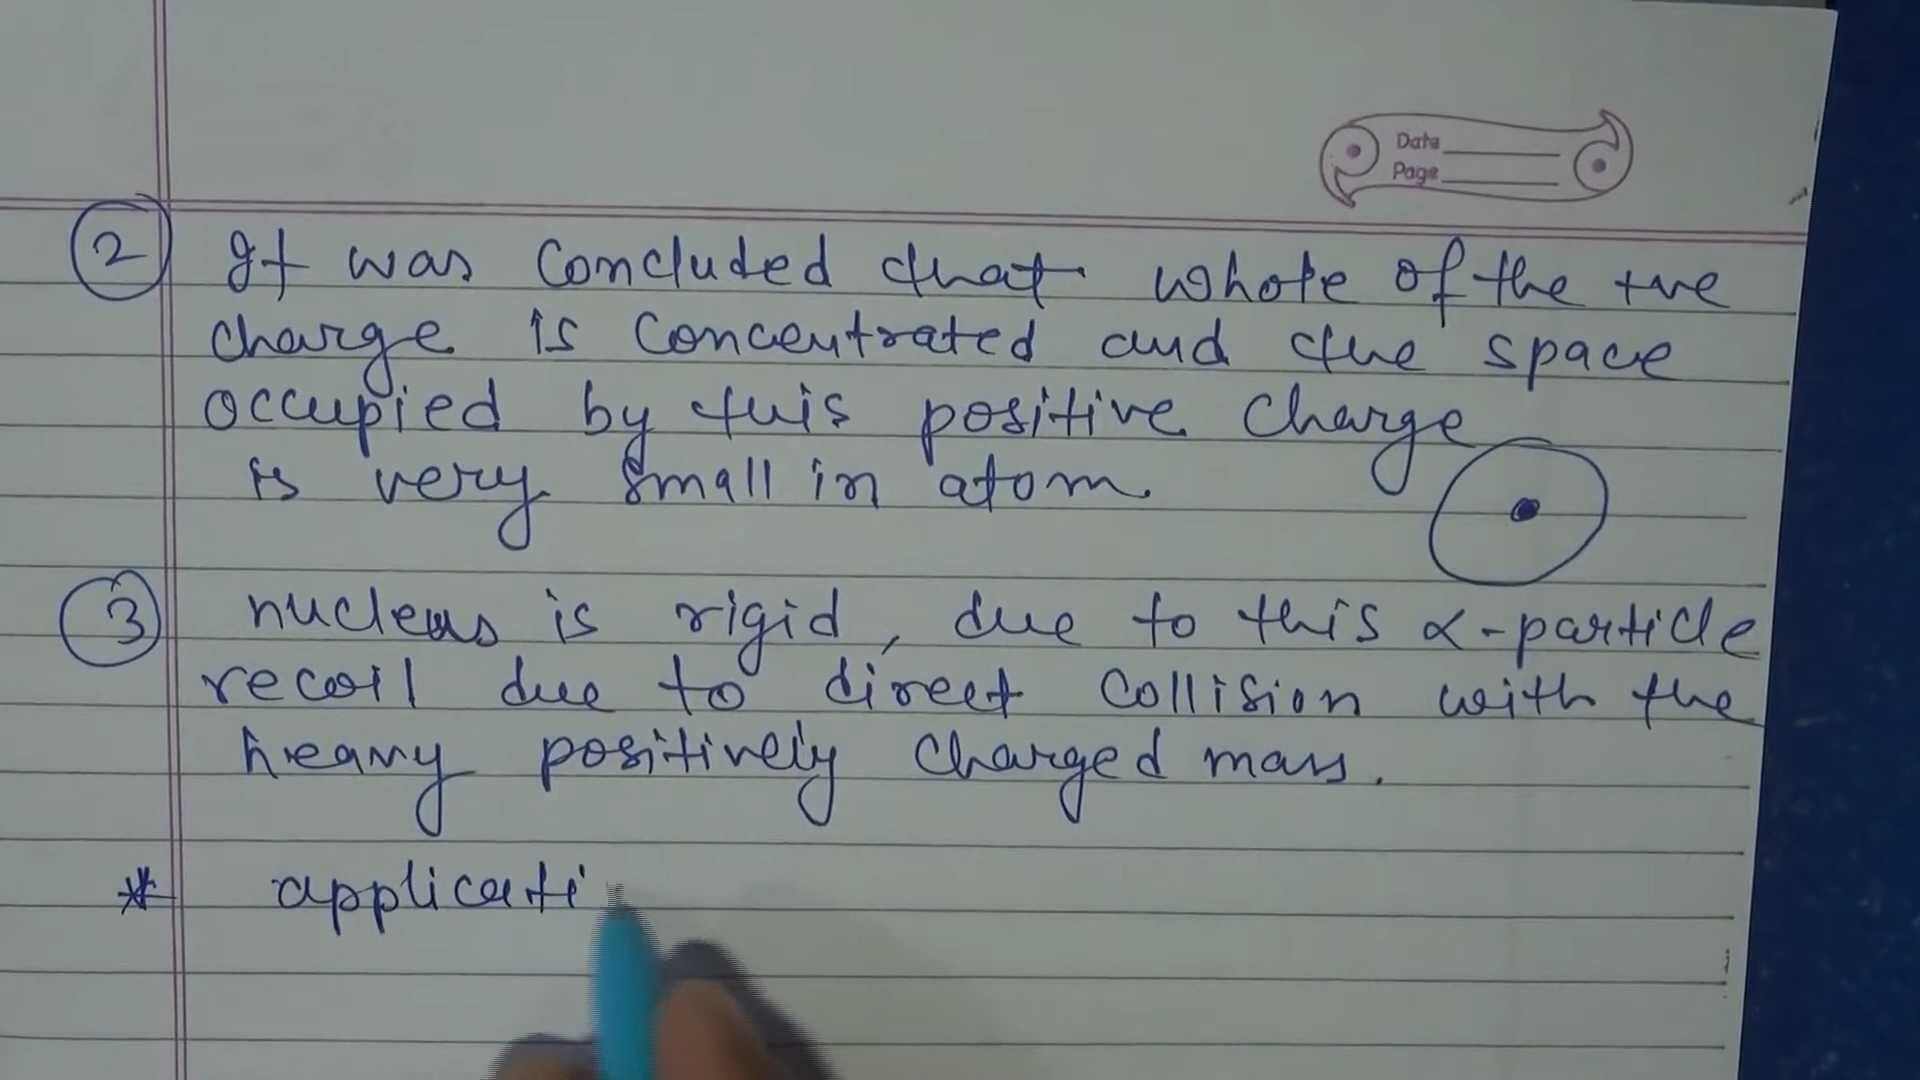 Date
Page
2 It was concluded that whole of the +ve
charge is concentrated and the space
occupied by this positive charge
is very small in atom.
3 nucleus is rigid, due to this α-particle
recoil due to direct collision with the
heavy positively charged mass.
* applicati